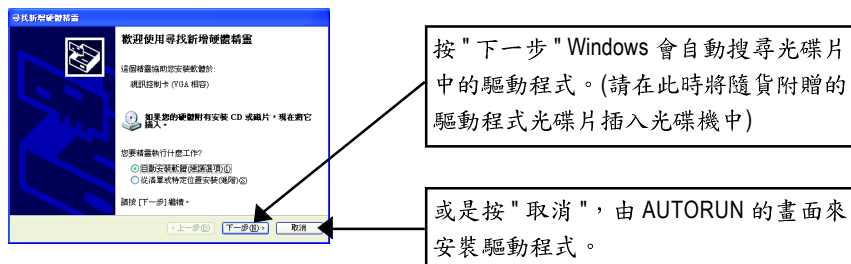 尋找新增硬體精靈
歡迎使用尋找新增硬體精靈
這個精靈協助您安裝軟體於:
視訊控制卡 (VGA 相容)
如果您的硬體附有安裝 CD 或磁片，現在將它
插入。
您要精靈執行什麼工作?
自動安裝軟體(建議選項)(I)
從清單或特定位置安裝(進階)(S)
請按 [下一步] 繼續。
<上一步(B) 下一步(N)> 取消
按 " 下一步 " Windows 會自動搜尋光碟片
中的驅動程式。(請在此時將隨貨附贈的
驅動程式光碟片插入光碟機中)
或是按 " 取消 "，由 AUTORUN 的畫面來
安裝驅動程式。